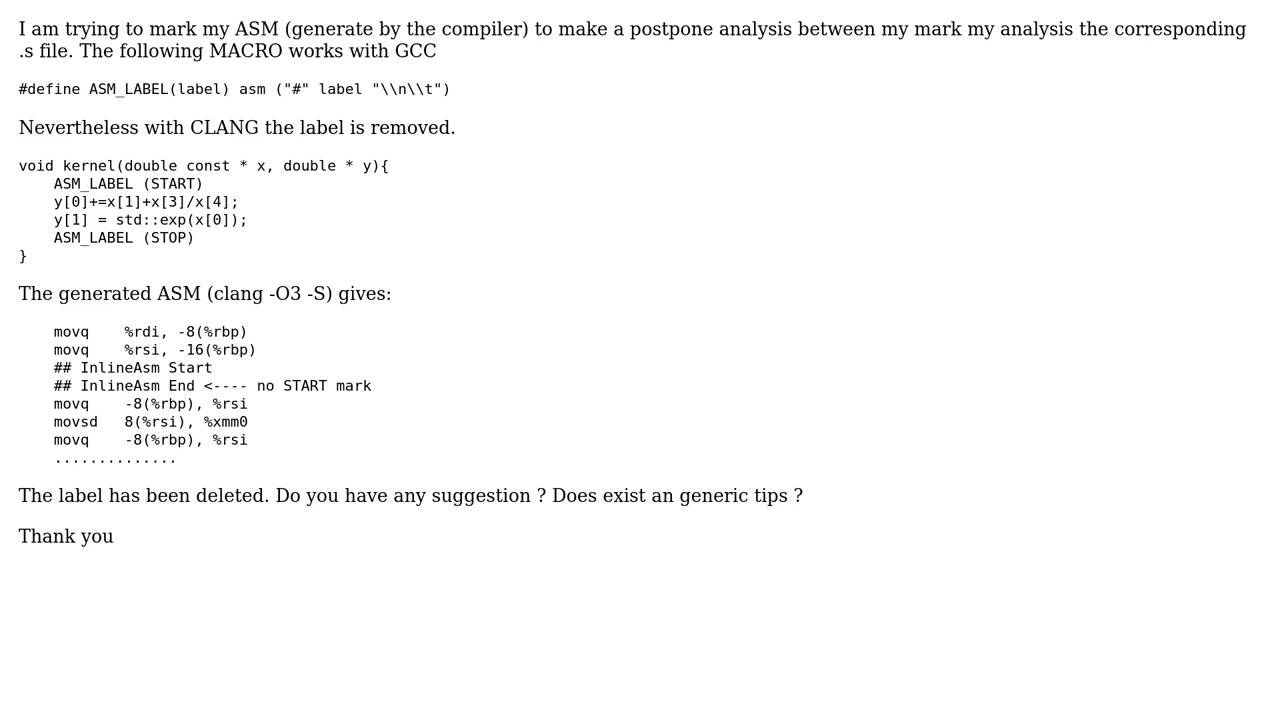 I am trying to mark my ASM (generate by the compiler) to make a postpone analysis between my mark my analysis the corresponding
.s file. The following MACRO works with GCC
#define ASM_LABEL(label) asm ("#" label "\\n\\t")
Nevertheless with CLANG the label is removed.
void kernel(double const * x, double * y){
    ASM_LABEL (START)
    y[0]+=x[1]+x[3]/x[4];
    y[1] = std::exp(x[0]);
    ASM_LABEL (STOP)
}
The generated ASM (clang -O3 -S) gives:
    movq    %rdi, -8(%rbp)
    movq    %rsi, -16(%rbp)
    ## InlineAsm Start
    ## InlineAsm End <---- no START mark
    movq    -8(%rbp), %rsi
    movsd   8(%rsi), %xmm0
    movq    -8(%rbp), %rsi
    ..............
The label has been deleted. Do you have any suggestion ? Does exist an generic tips ?
Thank you